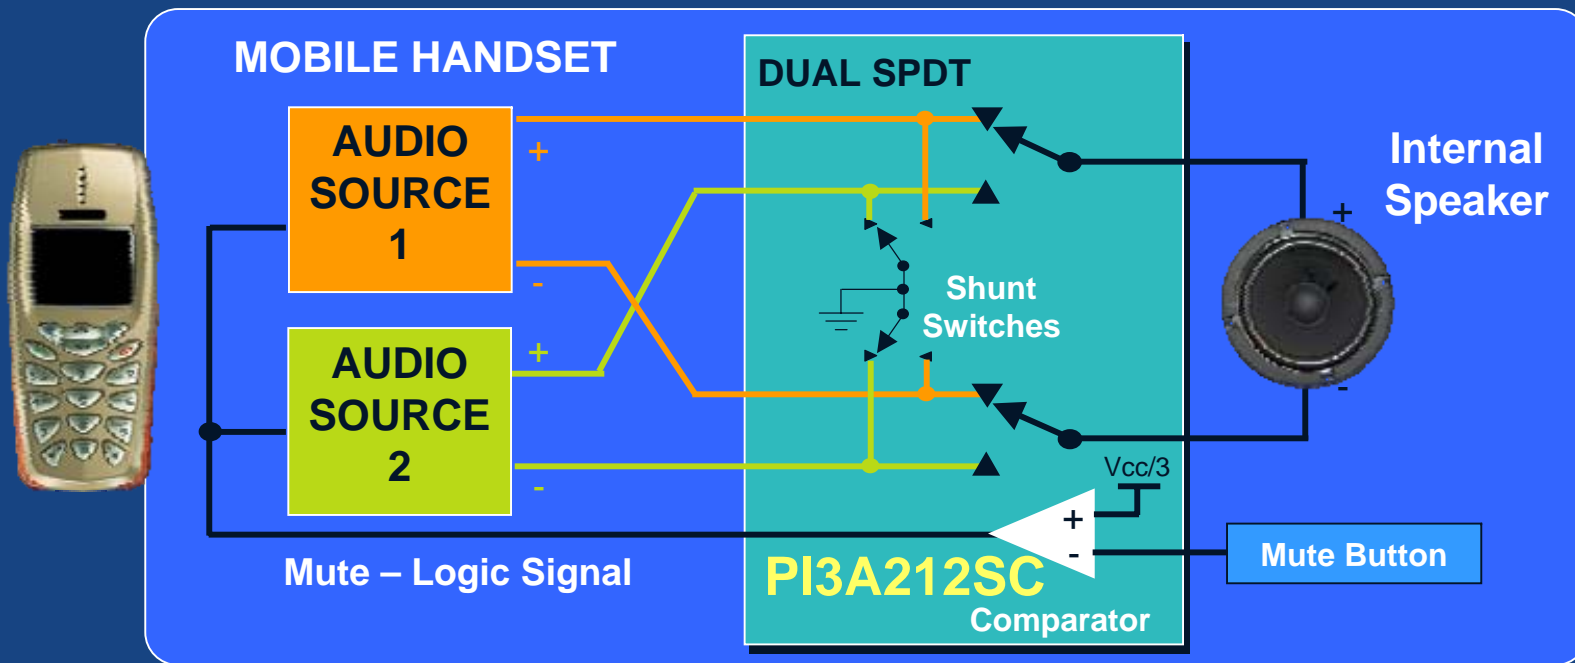 MOBILE HANDSET
DUAL SPDT
AUDIO
SOURCE
1
+
-
AUDIO
SOURCE
2
+
-
Shunt
Switches
Internal
Speaker
+
-
Vcc/3
+
-
Mute Button
Mute – Logic Signal
PI3A212SC
Comparator